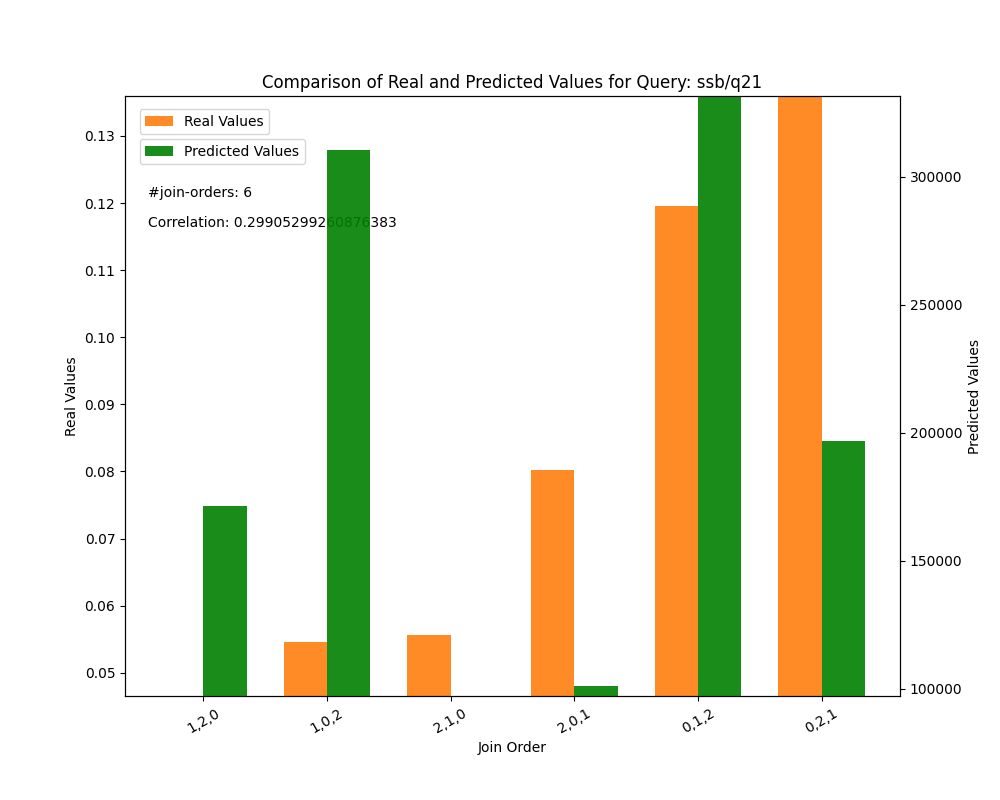 Comparison of Real and Predicted Values for Query: ssb/q21
Real Values
Predicted Values
#join-orders: 6
Correlation: 0.29905299260876383
0.13
0.12
0.11
0.10
0.09
0.08
0.07
0.06
0.05
Real Values
300000
250000
200000
150000
100000
Predicted Values
1,2,0
1,0,2
2,1,0
2,0,1
0,1,2
0,2,1
Join Order